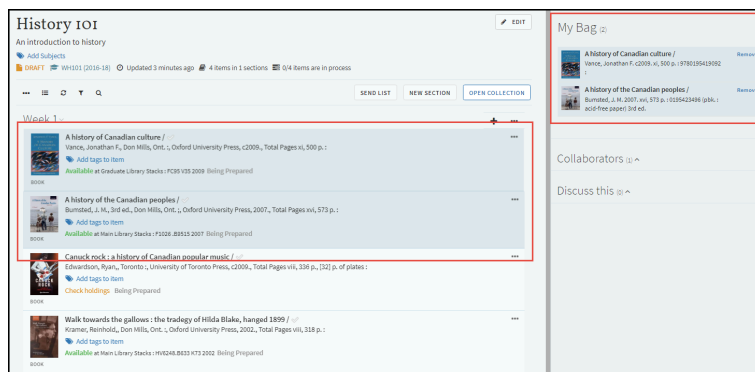 History 101
EDIT
An introduction to history
Add Subjects
DRAFT WH101 (2016-18) Updated 3 minutes ago 4 items in 1 sections 0/4 items are in process
SEND LIST NEW SECTION OPEN COLLECTION
Week 1
A history of Canadian culture /
Vance, Jonathan F., Don Mills, Ont. :, Oxford University Press, c2009., Total Pages xi, 500 p. :
Add tags to item
Available at Graduate Library Stacks : FC95 V35 2009 Being Prepared
BOOK
A history of the Canadian peoples /
Bumsted, J. M., 3rd ed., Don Mills, Ont. :, Oxford University Press, 2007., Total Pages xvi, 573 p. :
Add tags to item
Available at Main Library Stacks : F1026 .B8515 2007 Being Prepared
BOOK
Canuck rock : a history of Canadian popular music /
Edwardson, Ryan,, Toronto :, University of Toronto Press, c2009., Total Pages viii, 336 p., [32] p. of plates :
Add tags to item
Check holdings Being Prepared
BOOK
Walk towards the gallows : the tradegy of Hilda Blake, hanged 1899 /
Kramer, Reinhold,, Don Mills, Ont. :, Oxford University Press, 2002., Total Pages viii, 318 p. :
Add tags to item
Available at Main Library Stacks : HV6248.B633 K73 2002 Being Prepared
BOOK
My Bag (2)
A history of Canadian culture /
Remov
Vance, Jonathan F. c2009. xi, 500 p. : 9780195419092
:
A history of the Canadian peoples /
Remov
Bumsted, J. M. 2007. xvi, 573 p. : 0195423496 (pbk. :
acid-free paper) 3rd ed.
Collaborators (1)
Discuss this (0)